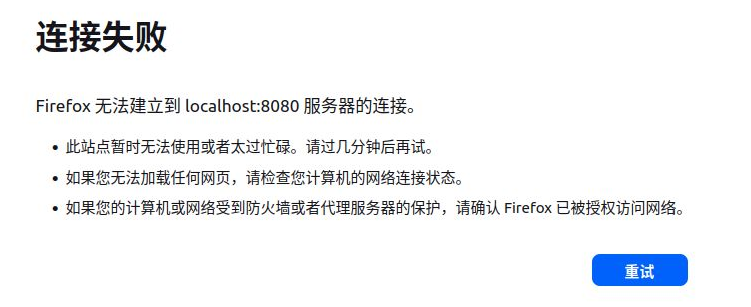 连接失败
Firefox 无法建立到 localhost:8080 服务器的连接。
• 此站点暂时无法使用或者太过忙碌。请过几分钟后再试。
• 如果您无法加载任何网页，请检查您计算机的网络连接状态。
• 如果您的计算机或网络受到防火墙或者代理服务器的保护，请确认 Firefox 已被授权访问网络。
重试